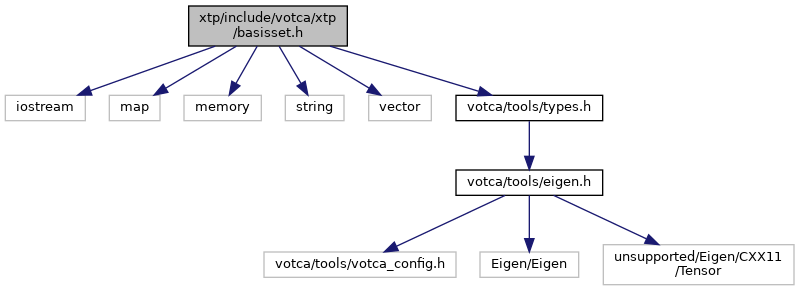 xtp/include/votca/xtp
/basisset.h
iostream
map
memory
string
vector
votca/tools/types.h
votca/tools/eigen.h
votca/tools/votca_config.h
Eigen/Eigen
unsupported/Eigen/CXX11
/Tensor